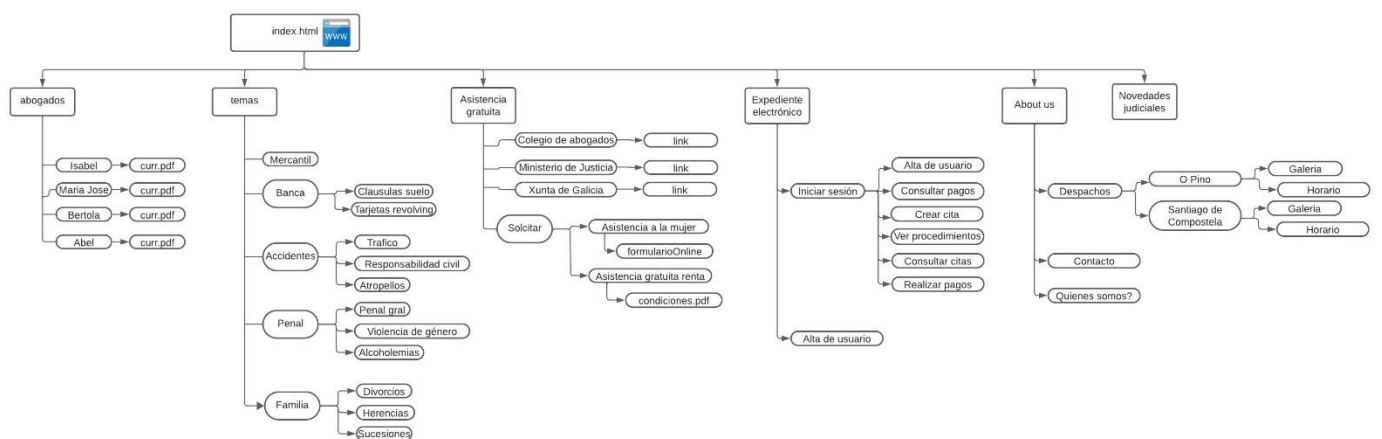 index.html
www
abogados
Isabel
curr.pdf
Maria Jose
curr.pdf
Bertola
curr.pdf
Abel
curr.pdf
temas
Mercantil
Banca
Clausulas suelo
Tarjetas revolving
Accidentes
Trafico
Responsabilidad civil
Atropellos
Penal
Penal gral
Violencia de género
Alcoholemias
Familia
Divorcios
Herencias
Sucesiones
Asistencia
gratuita
Colegio de abogados
link
Ministerio de Justicia
link
Xunta de Galicia
link
Solcitar
Asistencia a la mujer
formularioOnline
Asistencia gratuita renta
condiciones.pdf
Expediente
electrónico
Iniciar sesión
Alta de usuario
Consultar pagos
Crear cita
Ver procedimientos
Consultar citas
Realizar pagos
Alta de usuario
About us
Despachos
O Pino
Galeria
Horario
Santiago de
Compostela
Galeria
Horario
Contacto
Quienes somos?
Novedades
judiciales